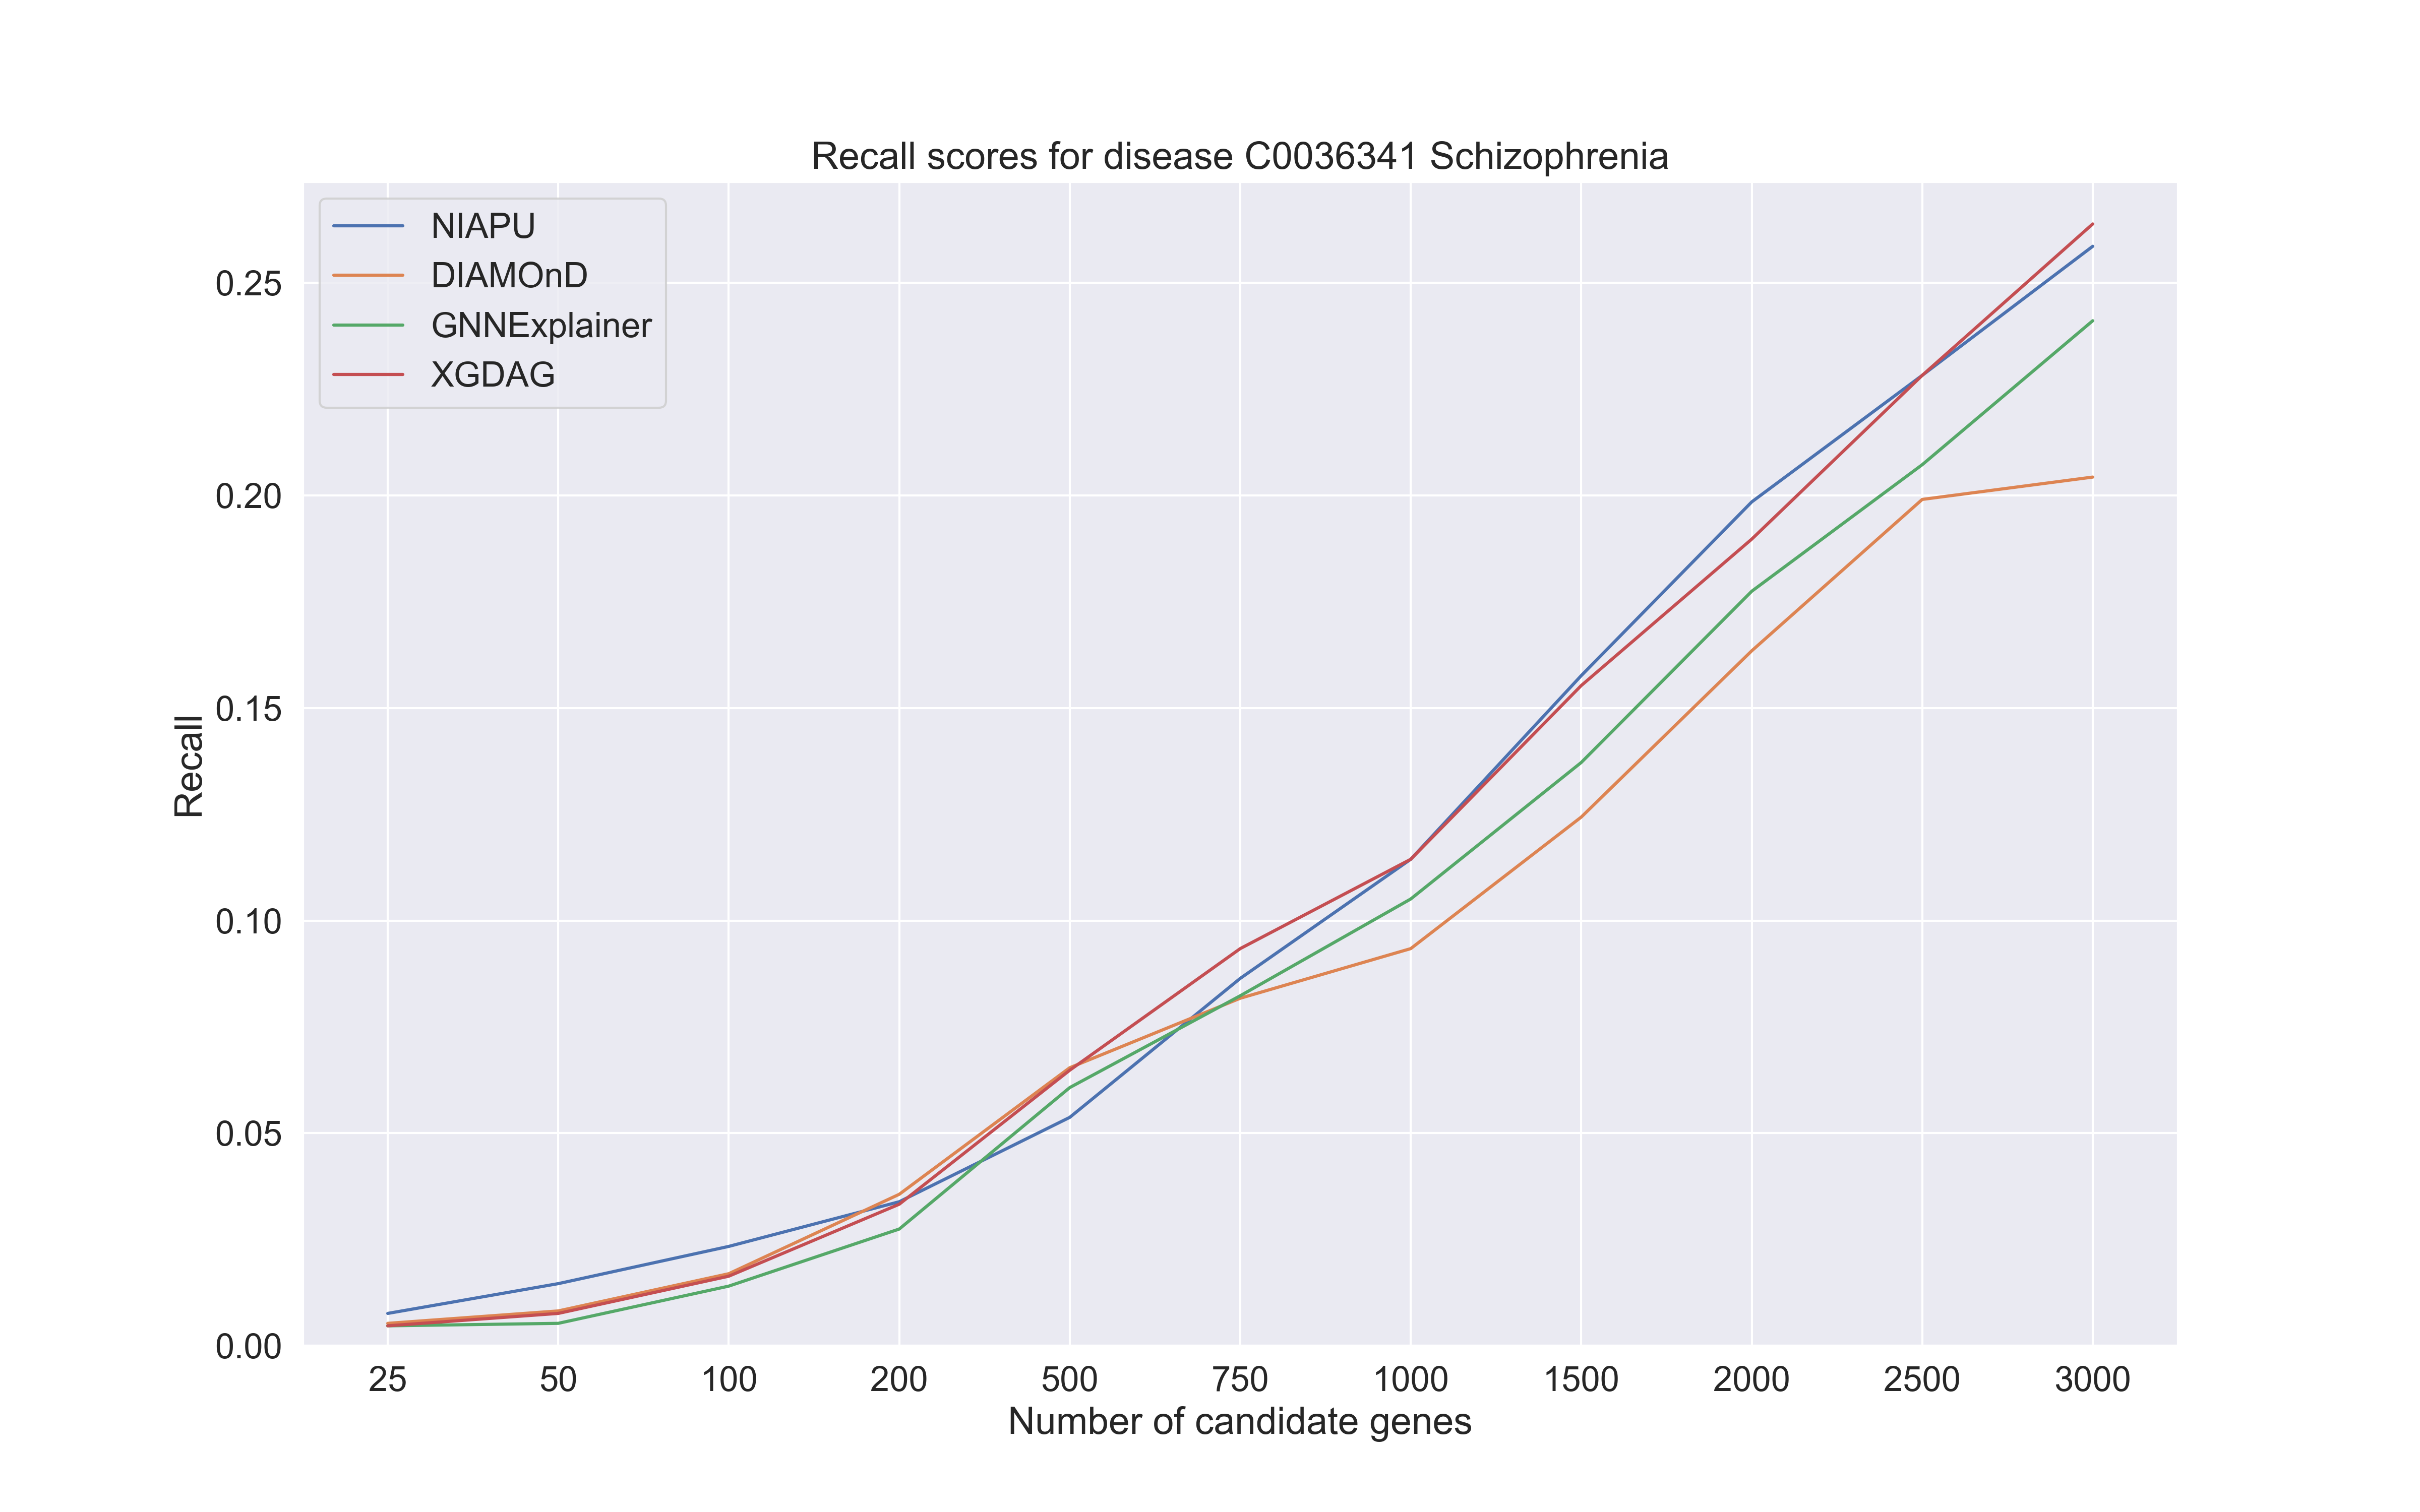 Recall scores for disease C0036341 Schizophrenia
NIAPU
DIAMOnD
GNNExplainer
XGDAG
0.25
0.20
0.15
0.10
0.05
0.00
Recall
25 50 100 200 500 750 1000 1500 2000 2500 3000
Number of candidate genes